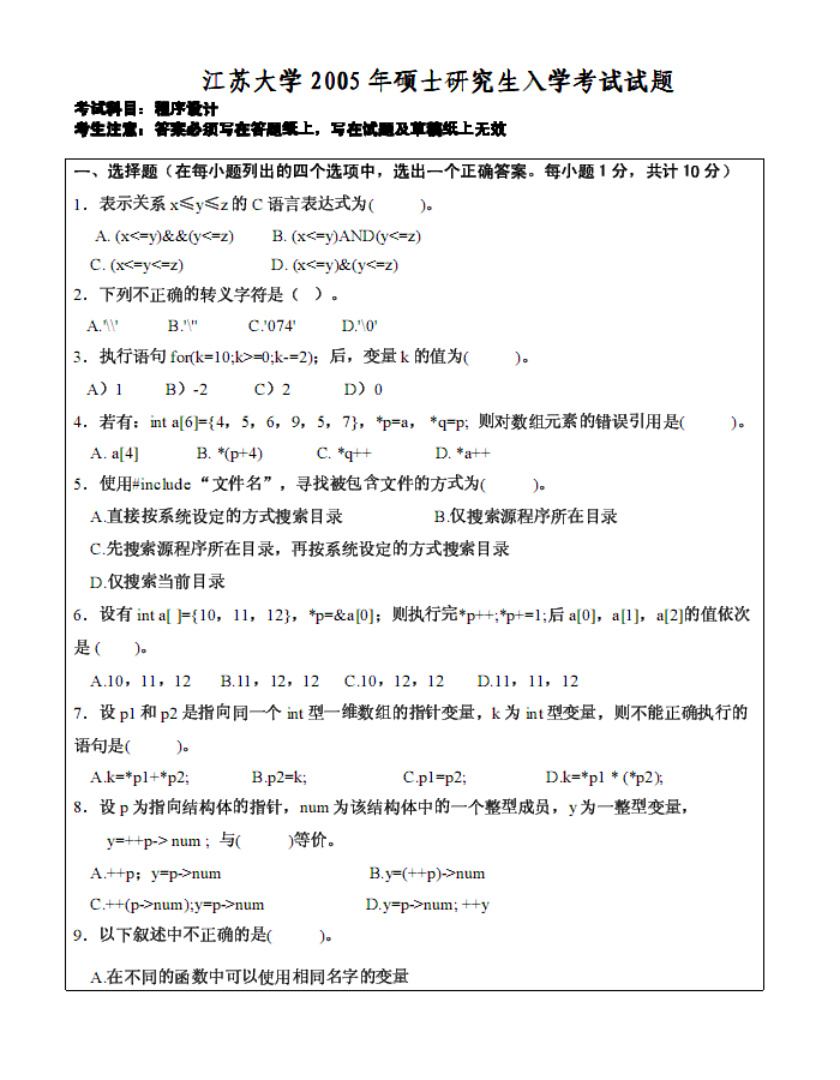 江苏大学 2005 年硕士研究生入学考试试题
考试科目：程序设计
考生注意：答案必须写在答题纸上，写在试题及草稿纸上无效
一、选择题（在每小题列出的四个选项中，选出一个正确答案。每小题 1 分，共计 10 分）
1．表示关系 x≤y≤z 的 C 语言表达式为( )。
A. (x<=y)&&(y<=z) B. (x<=y)AND(y<=z)
C. (x<=y<=z) D. (x<=y)&(y<=z)
2．下列不正确的转义字符是（ ）。
A.'\\' B.'\" C.'074' D.'\0'
3．执行语句 for(k=10;k>=0;k-=2)；后，变量 k 的值为( )。
A）1 B）-2 C）2 D）0
4．若有：int a[6]={4，5，6，9，5，7}，*p=a， *q=p; 则对数组元素的错误引用是( )。
A. a[4] B. *(p+4) C. *q++ D. *a++
5．使用#include“文件名”，寻找被包含文件的方式为( )。
A.直接按系统设定的方式搜索目录 B.仅搜索源程序所在目录
C.先搜索源程序所在目录，再按系统设定的方式搜索目录
D.仅搜索当前目录
6．设有 int a[ ]={10，11，12}，*p=&a[0]；则执行完*p++;*p+=1;后 a[0]，a[1]，a[2]的值依次
是 ( )。
A.10，11，12 B.11，12，12 C.10，12，12 D.11，11，12
7．设 p1 和 p2 是指向同一个 int 型一维数组的指针变量，k 为 int 型变量，则不能正确执行的
语句是( )。
A.k=*p1+*p2; B.p2=k; C.p1=p2; D.k=*p1 * (*p2);
8．设 p 为指向结构体的指针，num 为该结构体中的一个整型成员，y 为一整型变量，
y=++p-> num ; 与( )等价。
A.++p；y=p->num B.y=(++p)->num
C.++(p->num);y=p->num D.y=p->num; ++y
9．以下叙述中不正确的是( )。
A.在不同的函数中可以使用相同名字的变量